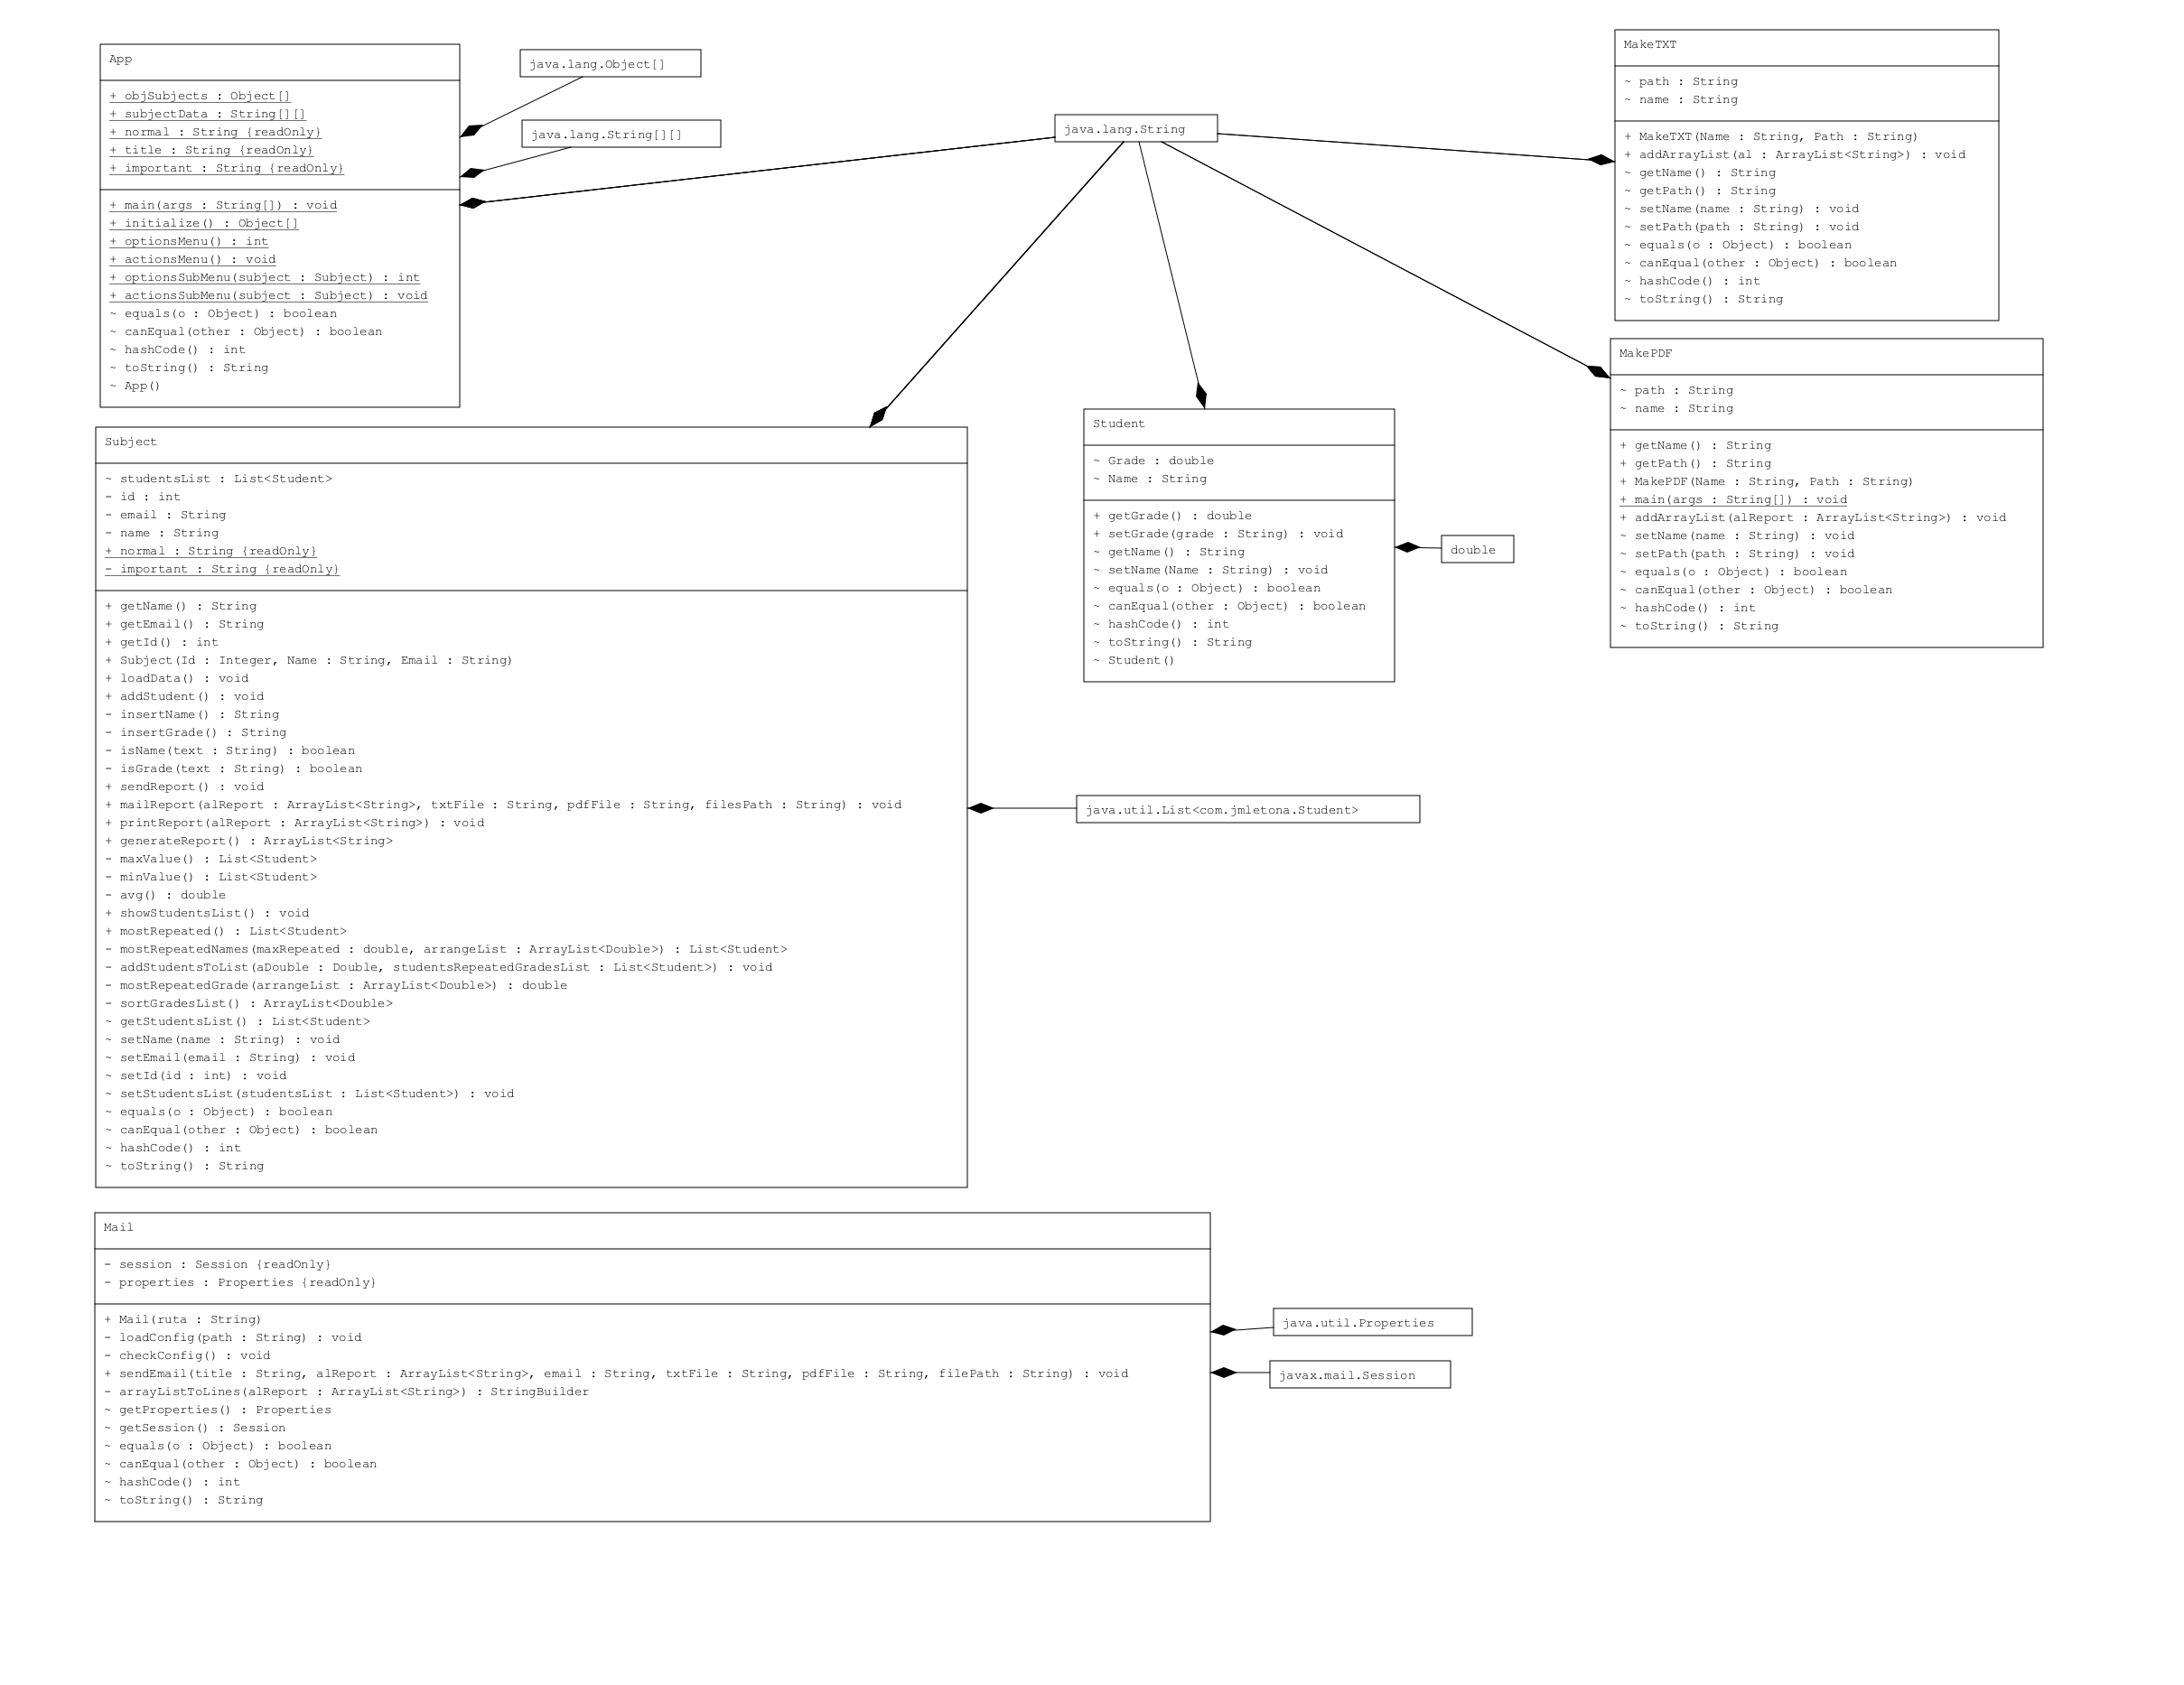 App
+ objSubjects : Object[]
+ subjectData : String[][]
+ normal : String {readOnly}
+ title : String {readOnly}
+ important : String {readOnly}
+ main(args : String[]) : void
+ initialize() : Object[]
+ optionsMenu() : int
+ actionsMenu() : void
+ optionsSubMenu(subject : Subject) : int
+ actionsSubMenu(subject : Subject) : void
~ equals(o : Object) : boolean
~ canEqual(other : Object) : boolean
~ hashCode() : int
~ toString() : String
~ App()
java.lang.Object[]
java.lang.String[][]
java.lang.String
MakeTXT
~ path : String
~ name : String
+ MakeTXT(Name : String, Path : String)
+ addArrayList(al : ArrayList<String>) : void
~ getName() : String
~ getPath() : String
~ setName(name : String) : void
~ setPath(path : String) : void
~ equals(o : Object) : boolean
~ canEqual(other : Object) : boolean
~ hashCode() : int
~ toString() : String
MakePDF
~ path : String
~ name : String
+ getName() : String
+ getPath() : String
+ MakePDF(Name : String, Path : String)
+ main(args : String[]) : void
+ addArrayList(alReport : ArrayList<String>) : void
~ setName(name : String) : void
~ setPath(path : String) : void
~ equals(o : Object) : boolean
~ canEqual(other : Object) : boolean
~ hashCode() : int
~ toString() : String
Student
~ Grade : double
~ Name : String
+ getGrade() : double
+ setGrade(grade : String) : void
~ getName() : String
~ setName(Name : String) : void
~ equals(o : Object) : boolean
~ canEqual(other : Object) : boolean
~ hashCode() : int
~ toString() : String
~ Student()
double
Subject
~ studentsList : List<Student>
- id : int
- email : String
- name : String
+ normal : String {readOnly}
- important : String {readOnly}
+ getName() : String
+ getEmail() : String
+ getId() : int
+ Subject(Id : Integer, Name : String, Email : String)
+ loadData() : void
+ addStudent() : void
- insertName() : String
- insertGrade() : String
- isName(text : String) : boolean
- isGrade(text : String) : boolean
+ sendReport() : void
+ mailReport(alReport : ArrayList<String>, txtFile : String, pdfFile : String, filesPath : String) : void
+ printReport(alReport : ArrayList<String>) : void
+ generateReport() : ArrayList<String>
- maxValue() : List<Student>
- minValue() : List<Student>
- avg() : double
+ showStudentsList() : void
+ mostRepeated() : List<Student>
- mostRepeatedNames(maxRepeated : double, arrangeList : ArrayList<Double>) : List<Student>
- addStudentsToList(aDouble : Double, studentsRepeatedGradesList : List<Student>) : void
- mostRepeatedGrade(arrangeList : ArrayList<Double>) : double
- sortGradesList() : ArrayList<Double>
~ getStudentsList() : List<Student>
~ setName(name : String) : void
~ setEmail(email : String) : void
~ setId(id : int) : void
~ setStudentsList(studentsList : List<Student>) : void
~ equals(o : Object) : boolean
~ canEqual(other : Object) : boolean
~ hashCode() : int
~ toString() : String
java.util.List<com.jmletona.Student>
Mail
- session : Session {readOnly}
- properties : Properties {readOnly}
+ Mail(ruta : String)
- loadConfig(path : String) : void
- checkConfig() : void
+ sendEmail(title : String, alReport : ArrayList<String>, email : String, txtFile : String, pdfFile : String, filePath : String) : void
- arrayListToLines(alReport : ArrayList<String>) : StringBuilder
~ getProperties() : Properties
~ getSession() : Session
~ equals(o : Object) : boolean
~ canEqual(other : Object) : boolean
~ hashCode() : int
~ toString() : String
java.util.Properties
javax.mail.Session